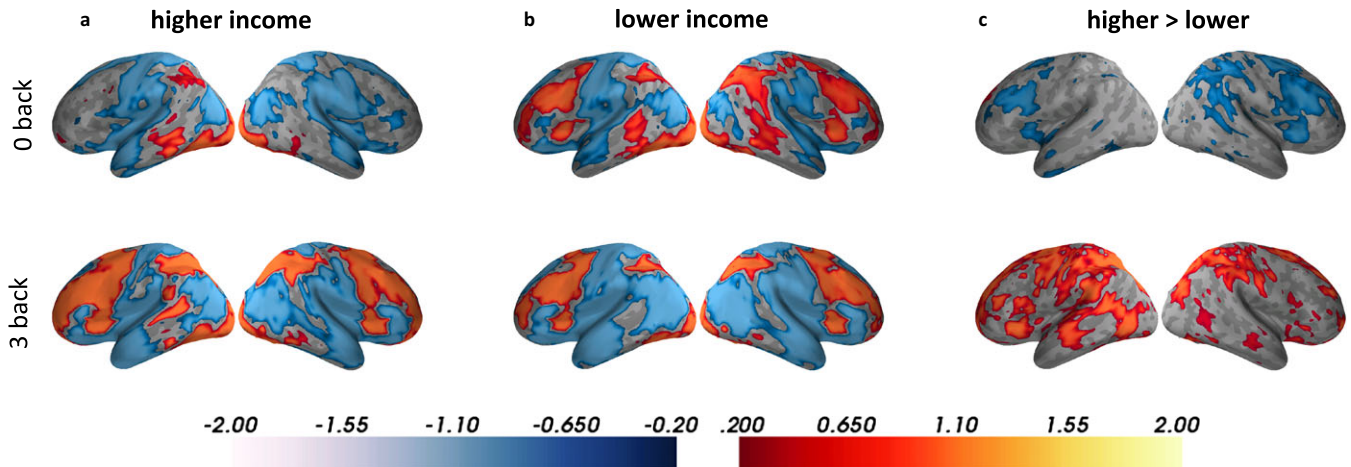 a higher income b lower income c higher > lower
0 back
3 back
-2.00 -1.55 -1.10 -0.650 -0.20 .200 0.650 1.10 1.55 2.00